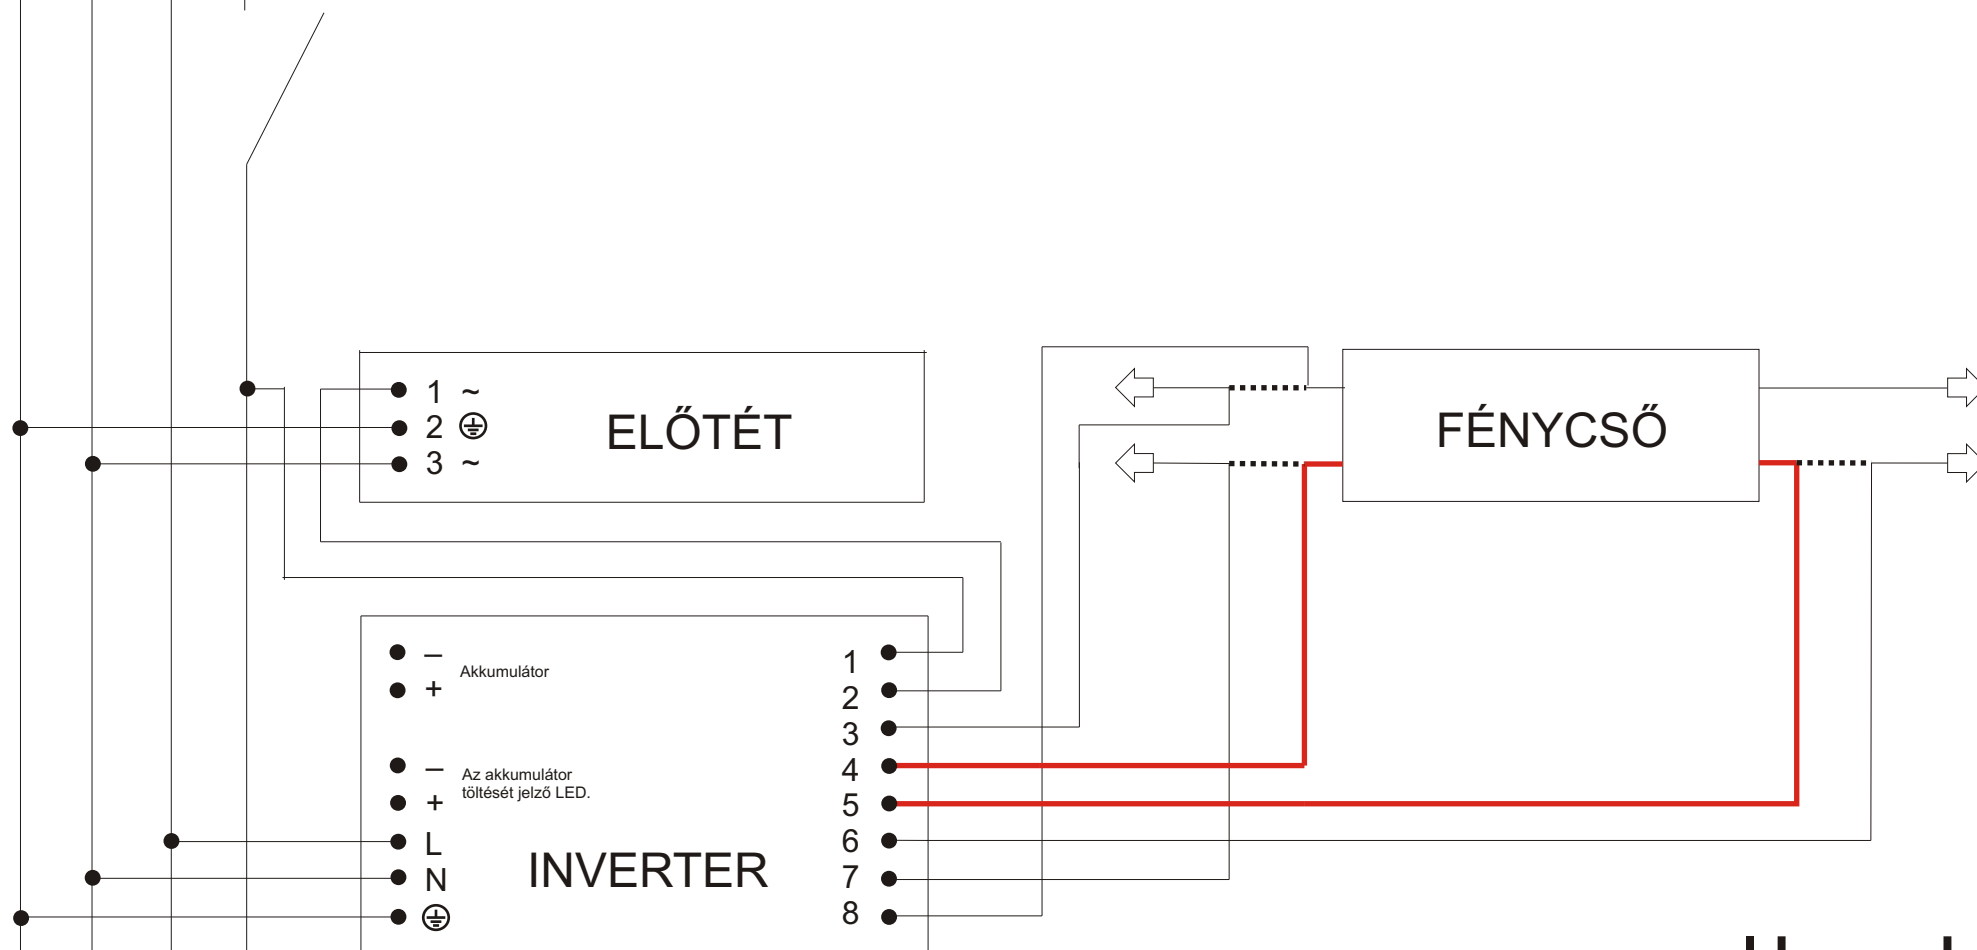 1 ~
2
3 ~
ELŐTÉT
FÉNYCSŐ
–
+
Akkumulátor
–
+
Az akkumulátor
töltését jelző LED.
L
N
INVERTER
1
2
3
4
5
6
7
8